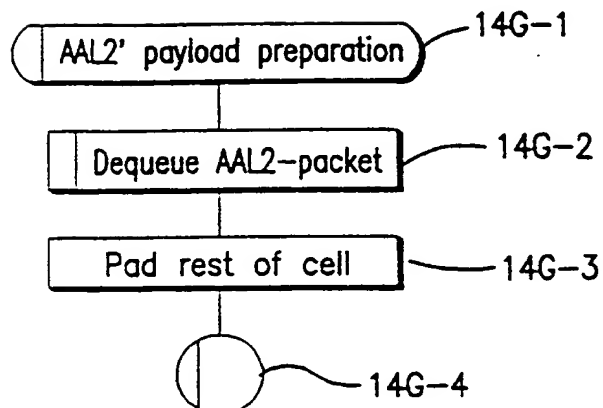 AAL2' payload preparation
14G-1
Dequeue AAL2-packet
14G-2
Pad rest of cell
14G-3
14G-4